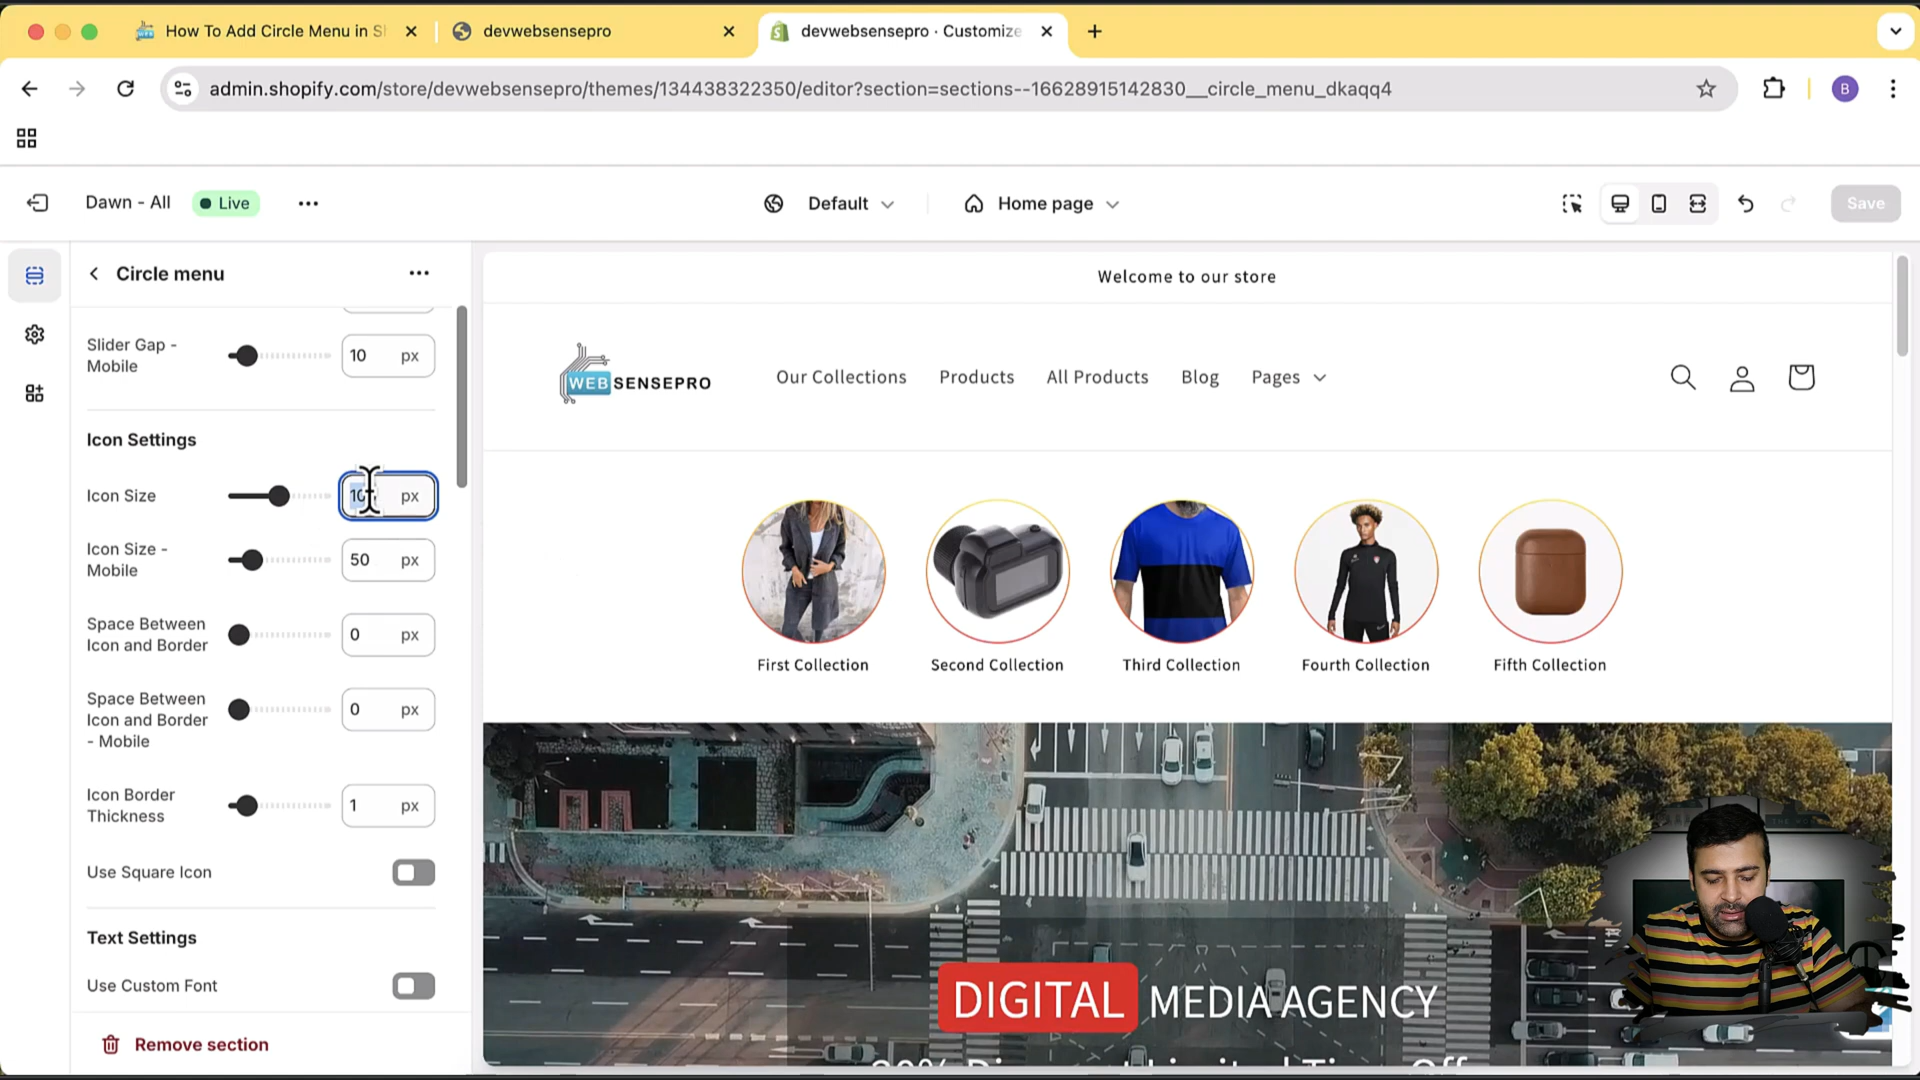 How To Add Circle Menu in S
devwebsensepro
devwebsensepro · Customize
admin.shopify.com/store/devwebsensepro/themes/134438322350/editor?section=sections--16628915142830__circle_menu_dkaqq4
B
Dawn - All
Live
Default
Home page
Save
Circle menu
Slider Gap -
Mobile
10 px
Icon Settings
Icon Size
px
Icon Size -
Mobile
50 px
Space Between
Icon and Border
0 px
Space Between
Icon and Border
- Mobile
0 px
Icon Border
Thickness
1 px
Use Square Icon
Text Settings
Use Custom Font
Remove section
Welcome to our store
WEBSENSEPRO
Our Collections
Products
All Products
Blog
Pages
First Collection
Second Collection
Third Collection
Fourth Collection
Fifth Collection
DIGITAL MEDIA AGENCY